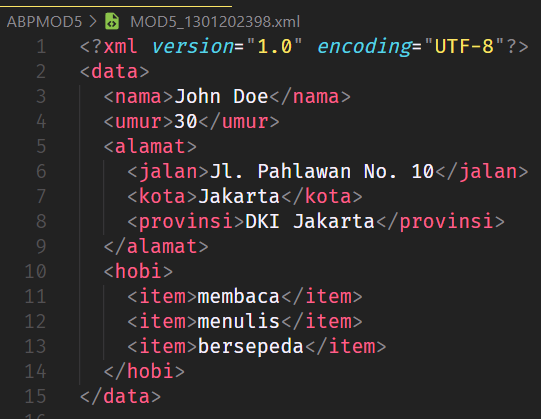 ABPMOD5 > MOD5_1301202398.xml
1 <?xml version="1.0" encoding="UTF-8"?>
2 <data>
3   <nama>John Doe</nama>
4   <umur>30</umur>
5   <alamat>
6     <jalan>Jl. Pahlawan No. 10</jalan>
7     <kota>Jakarta</kota>
8     <provinsi>DKI Jakarta</provinsi>
9   </alamat>
10   <hobi>
11     <item>membaca</item>
12     <item>menulis</item>
13     <item>bersepeda</item>
14   </hobi>
15 </data>
16